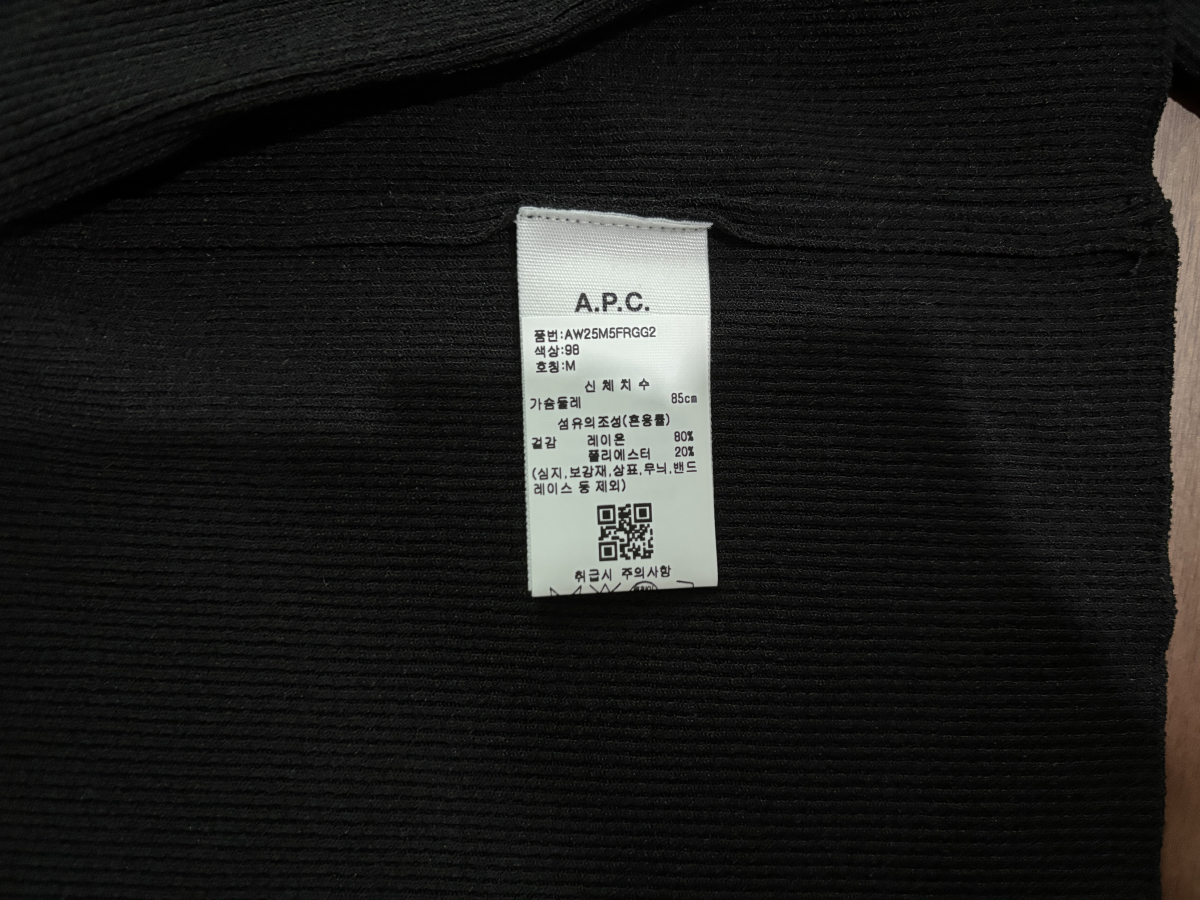 A.P.C.
품번:AW25M5FRGG2
색상:98
호칭:M
신 체 치 수
가슴둘레 85cm
섬유의조성(혼용률)
겉감 레이온 80%
폴리에스터 20%
(심지,보강재,상표,무늬,밴드
레이스 등 제외)
취급시 주의사항